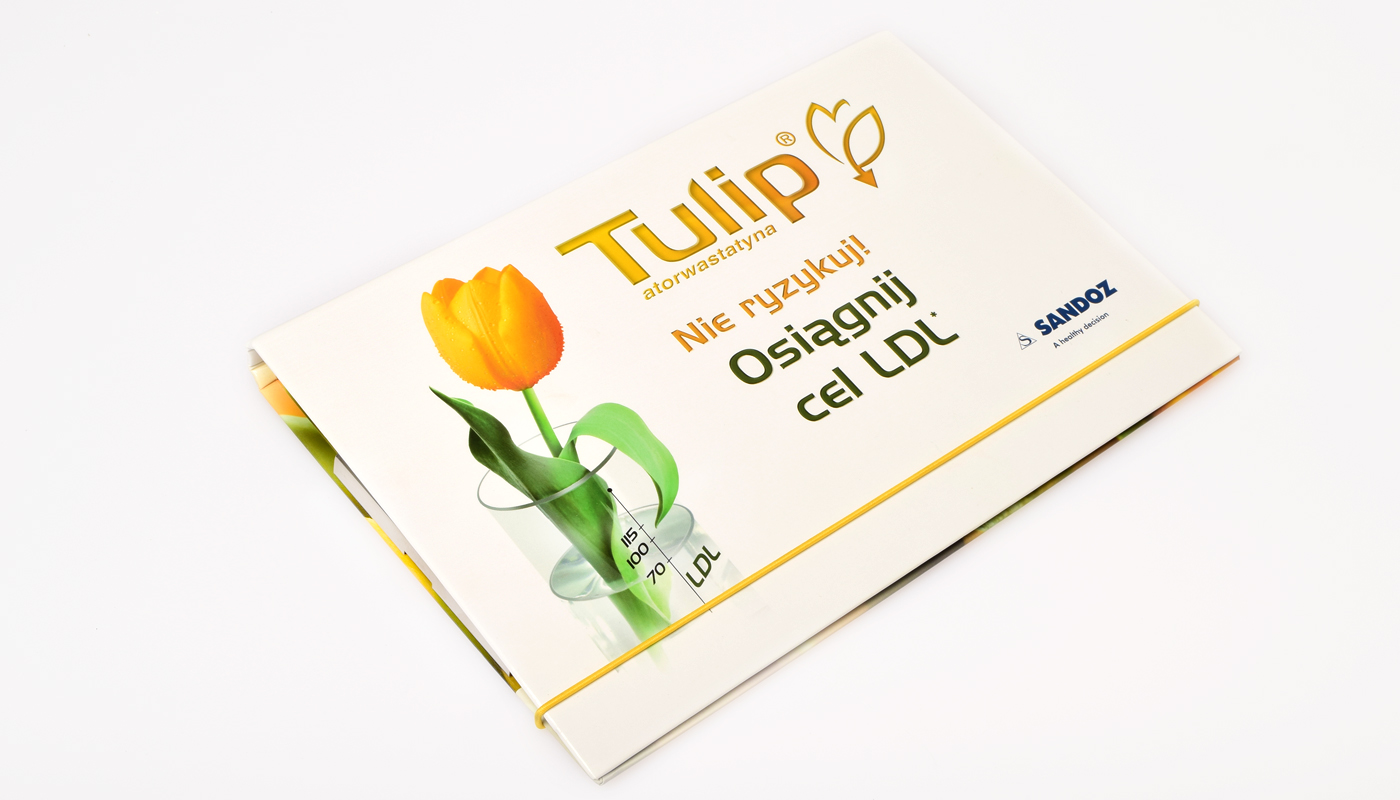 Tulip®
atorwastatyna
Nie ryzykuj!
Osiągnij
cel LDL*
SANDOZ
S
A healthy decision
115
100
70
LDL